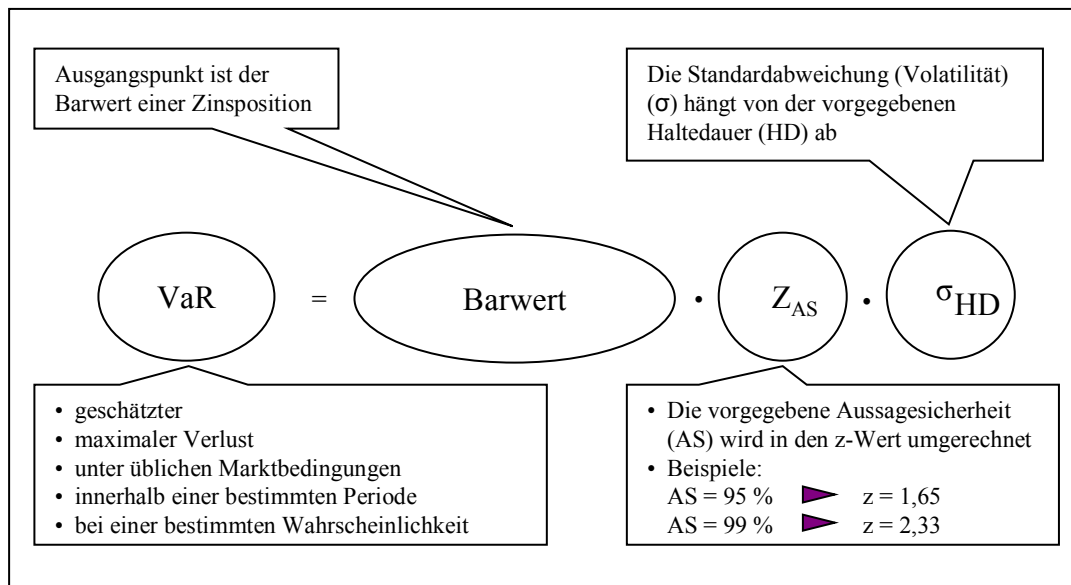 Ausgangspunkt ist der
Barwert einer Zinsposition
Die Standardabweichung (Volatilität)
(σ) hängt von der vorgegebenen
Haltedauer (HD) ab
VaR = Barwert · Z_AS · σ_HD
• geschätzter
• maximaler Verlust
• unter üblichen Marktbedingungen
• innerhalb einer bestimmten Periode
• bei einer bestimmten Wahrscheinlichkeit
• Die vorgegebene Aussagesicherheit
(AS) wird in den z-Wert umgerechnet
• Beispiele:
AS = 95 % ► z = 1,65
AS = 99 % ► z = 2,33